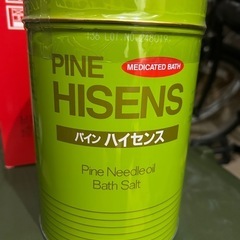 PINE
MEDICATED BATH
HISENS
パイン ハイセンス
Pine Needle oil
Bath Salt